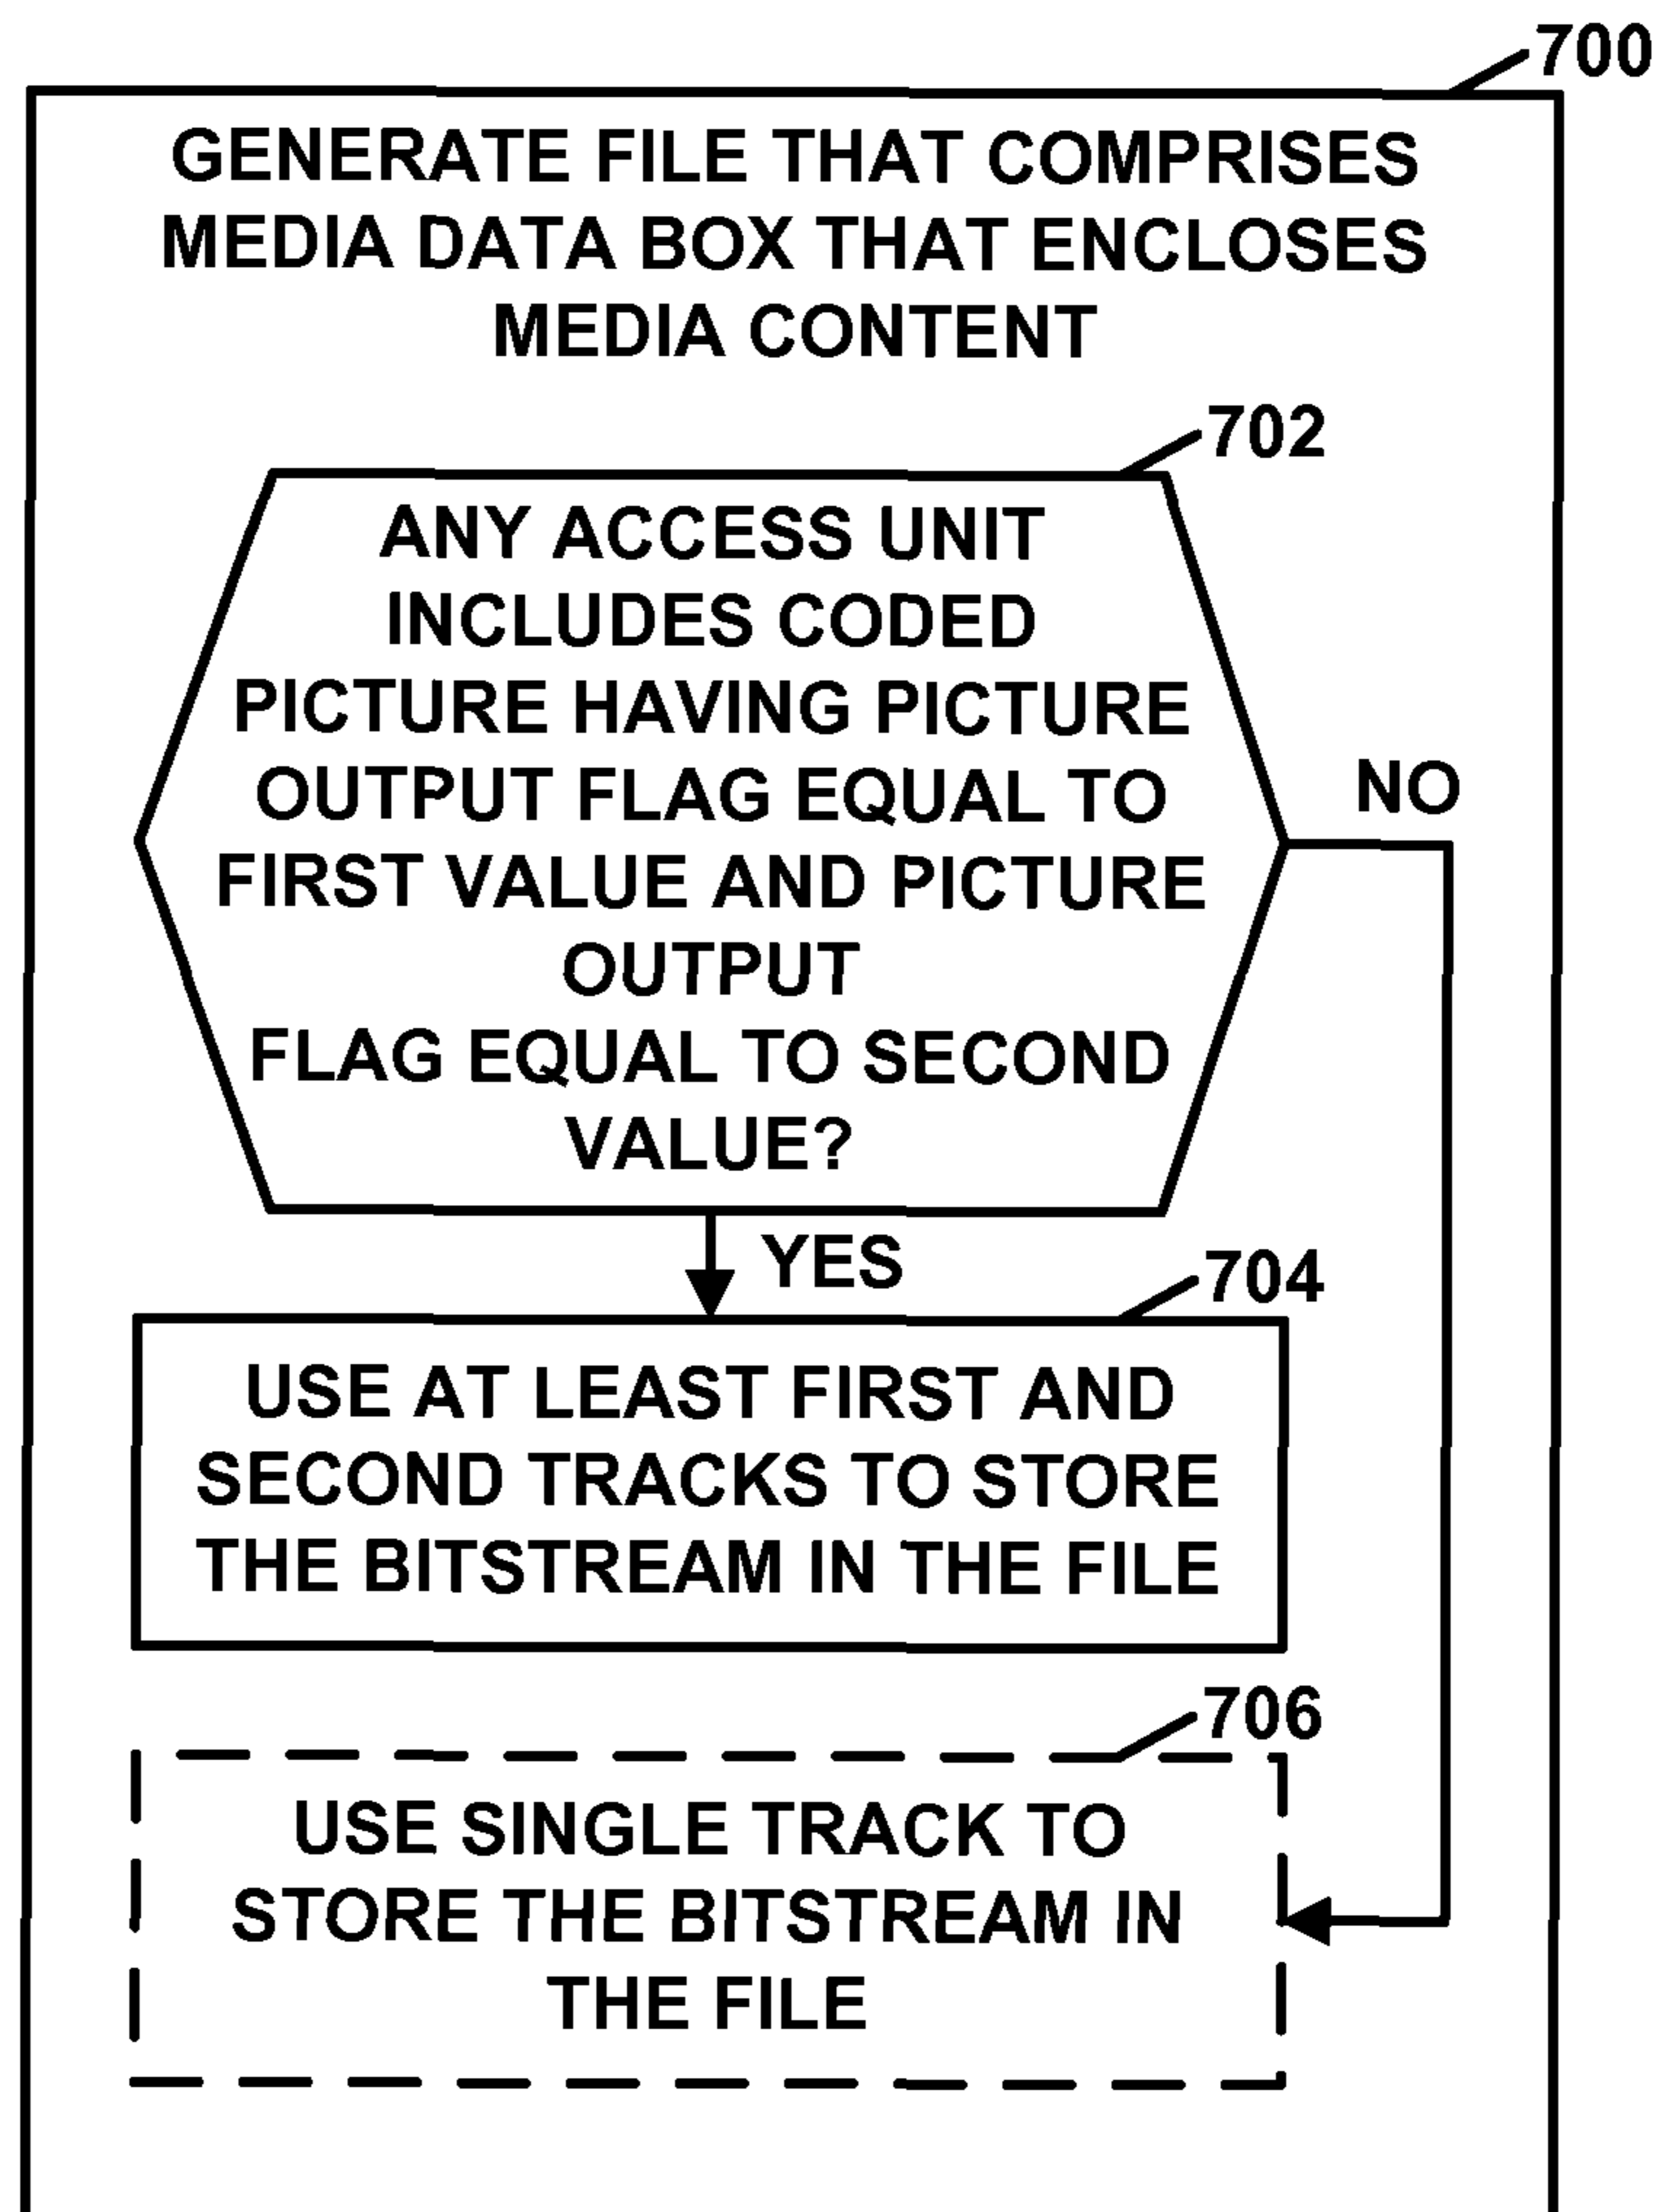 700
GENERATE FILE THAT COMPRISES
MEDIA DATA BOX THAT ENCLOSES
MEDIA CONTENT
702
ANY ACCESS UNIT
INCLUDES CODED
PICTURE HAVING PICTURE
OUTPUT FLAG EQUAL TO
FIRST VALUE AND PICTURE
OUTPUT
FLAG EQUAL TO SECOND
VALUE?
NO
YES
704
USE AT LEAST FIRST AND
SECOND TRACKS TO STORE
THE BITSTREAM IN THE FILE
706
USE SINGLE TRACK TO
STORE THE BITSTREAM IN
THE FILE